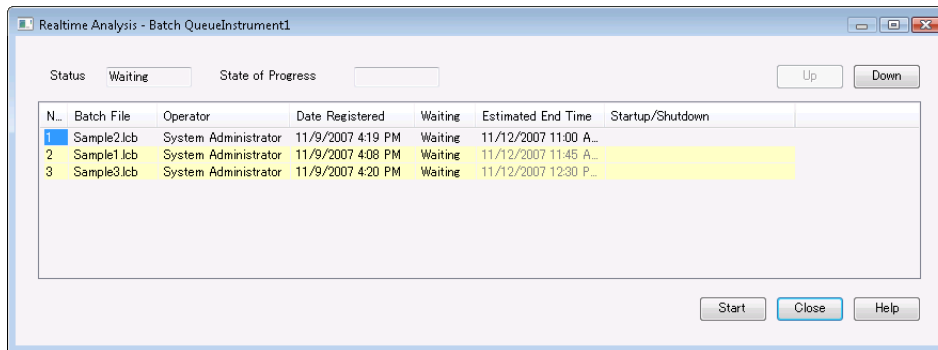 Realtime Analysis - Batch QueueInstrument1
Status Waiting State of Progress Up Down
N... Batch File Operator Date Registered Waiting Estimated End Time Startup/Shutdown
1 Sample2.lcb System Administrator 11/9/2007 4:19 PM Waiting 11/12/2007 11:00 A...
2 Sample1.lcb System Administrator 11/9/2007 4:08 PM Waiting 11/12/2007 11:45 A...
3 Sample3.lcb System Administrator 11/9/2007 4:20 PM Waiting 11/12/2007 12:30 P...
Start Close Help